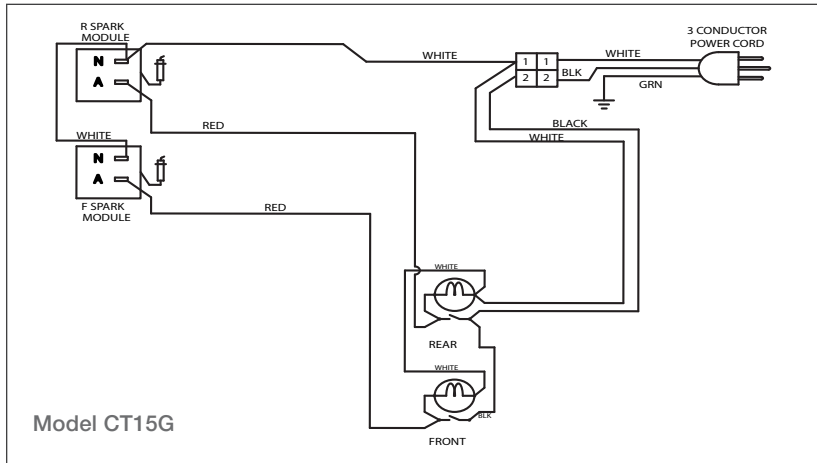 R SPARK
MODULE
N
A
WHITE
F SPARK
MODULE
N
A
WHITE
1 1
2 2
WHITE
BLK
GRN
3 CONDUCTOR
POWER CORD
RED
BLACK
WHITE
RED
WHITE
REAR
WHITE
BLK
FRONT
Model CT15G